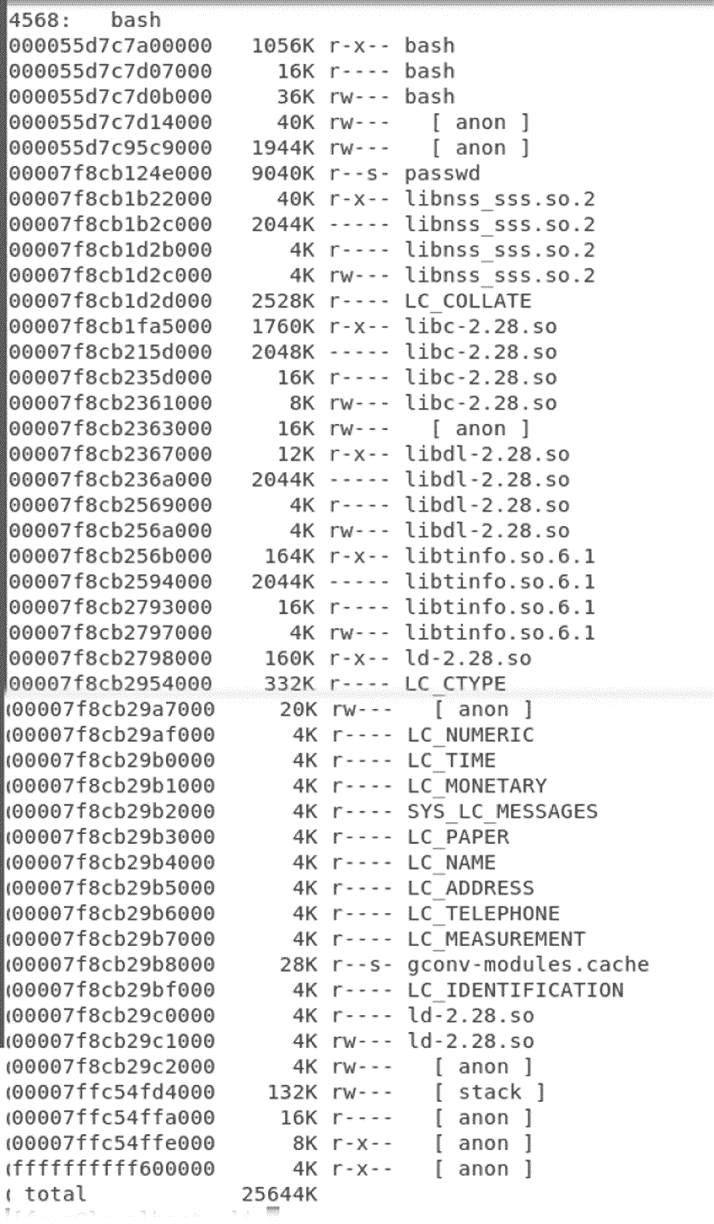 4568:   bash
000055d7c7a00000    1056K r-x-- bash
000055d7c7d07000      16K r---- bash
000055d7c7d0b000      36K rw--- bash
000055d7c7d14000      40K rw---   [ anon ]
000055d7c95c9000    1944K rw---   [ anon ]
00007f8cb124e000    9040K r--s- passwd
00007f8cb1b22000      40K r-x-- libnss_sss.so.2
00007f8cb1b2c000    2044K ----- libnss_sss.so.2
00007f8cb1d2b000       4K r---- libnss_sss.so.2
00007f8cb1d2c000       4K rw--- libnss_sss.so.2
00007f8cb1d2d000    2528K r---- LC_COLLATE
00007f8cb1fa5000    1760K r-x-- libc-2.28.so
00007f8cb215d000    2048K ----- libc-2.28.so
00007f8cb235d000      16K r---- libc-2.28.so
00007f8cb2361000       8K rw--- libc-2.28.so
00007f8cb2363000      16K rw---   [ anon ]
00007f8cb2367000      12K r-x-- libdl-2.28.so
00007f8cb236a000    2044K ----- libdl-2.28.so
00007f8cb2569000       4K r---- libdl-2.28.so
00007f8cb256a000       4K rw--- libdl-2.28.so
00007f8cb256b000     164K r-x-- libtinfo.so.6.1
00007f8cb2594000    2044K ----- libtinfo.so.6.1
00007f8cb2793000      16K r---- libtinfo.so.6.1
00007f8cb2797000       4K rw--- libtinfo.so.6.1
00007f8cb2798000     160K r-x-- ld-2.28.so
00007f8cb2954000     332K r---- LC_CTYPE
00007f8cb29a7000      20K rw---   [ anon ]
00007f8cb29af000       4K r---- LC_NUMERIC
00007f8cb29b0000       4K r---- LC_TIME
00007f8cb29b1000       4K r---- LC_MONETARY
00007f8cb29b2000       4K r---- SYS_LC_MESSAGES
00007f8cb29b3000       4K r---- LC_PAPER
00007f8cb29b4000       4K r---- LC_NAME
00007f8cb29b5000       4K r---- LC_ADDRESS
00007f8cb29b6000       4K r---- LC_TELEPHONE
00007f8cb29b7000       4K r---- LC_MEASUREMENT
00007f8cb29b8000      28K r--s- gconv-modules.cache
00007f8cb29bf000       4K r---- LC_IDENTIFICATION
00007f8cb29c0000       4K r---- ld-2.28.so
00007f8cb29c1000       4K rw--- ld-2.28.so
00007f8cb29c2000       4K rw---   [ anon ]
00007ffc54fd4000     132K rw---   [ stack ]
00007ffc54ffa000      16K r----   [ anon ]
00007ffc54ffe000       8K r-x--   [ anon ]
ffffffffff600000       4K r-x--   [ anon ]
total            25644K